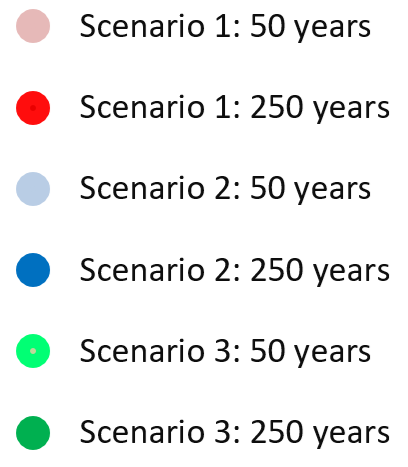 Scenario 1: 50 years
Scenario 1: 250 years
Scenario 2: 50 years
Scenario 2: 250 years
Scenario 3: 50 years
Scenario 3: 250 years